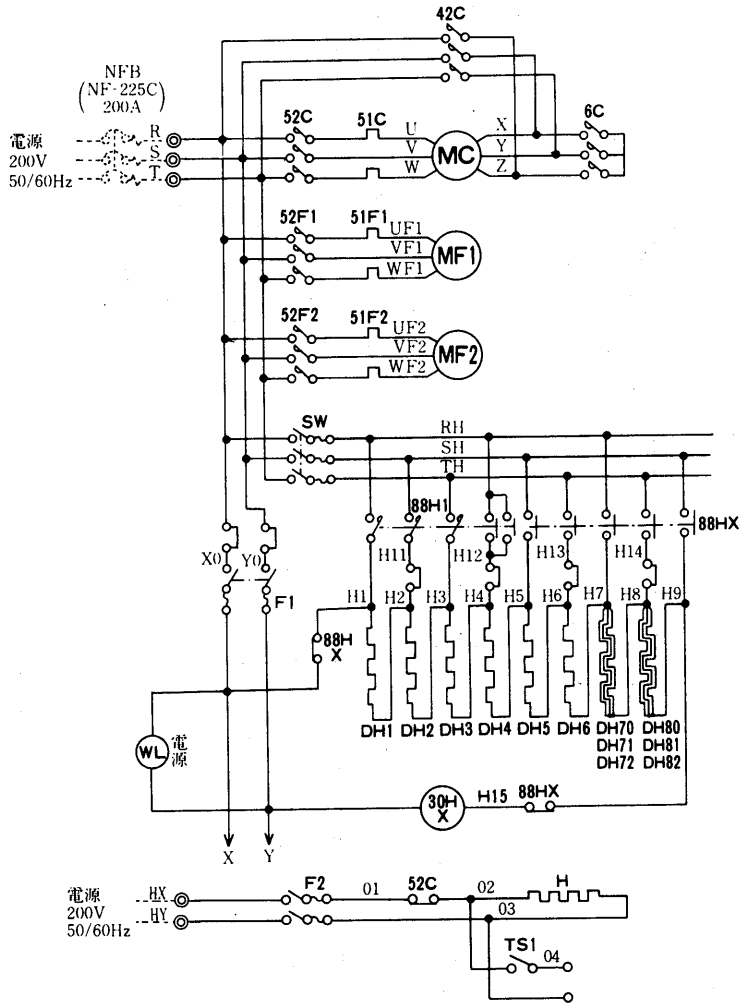 42C
NFB
(NF-225C)
200A
電源
200V
50/60Hz
R
S
T
52C
51C
U
V
W
MC
X
Y
Z
6C
52F1
51F1
UF1
VF1
WF1
MF1
52F2
51F2
UF2
VF2
WF2
MF2
SW
RH
SH
TH
88H1
88HX
X0
Y0
F1
H11
H12
H13
H14
H1
H2
H3
H4
H5
H6
H7
H8
H9
88H
X
DH1
DH2
DH3
DH4
DH5
DH6
DH70
DH71
DH72
DH80
DH81
DH82
WL
電源
30H
X
H15
88HX
X
Y
電源
200V
50/60Hz
HX
HY
F2
01
52C
02
H
03
TS1
04